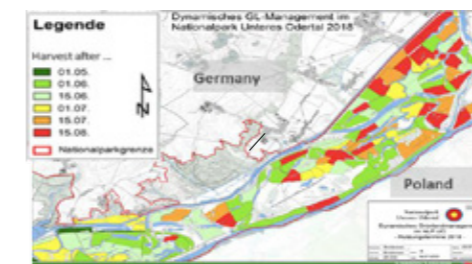 Legende
Dynamisches GL-Management im
Nationalpark Unteres Odertal 2018
Harvest after ...
01.05.
01.06.
15.06.
01.07.
15.07.
15.08.
Nationalparkgrenze
Germany
N
Poland
Nationalpark